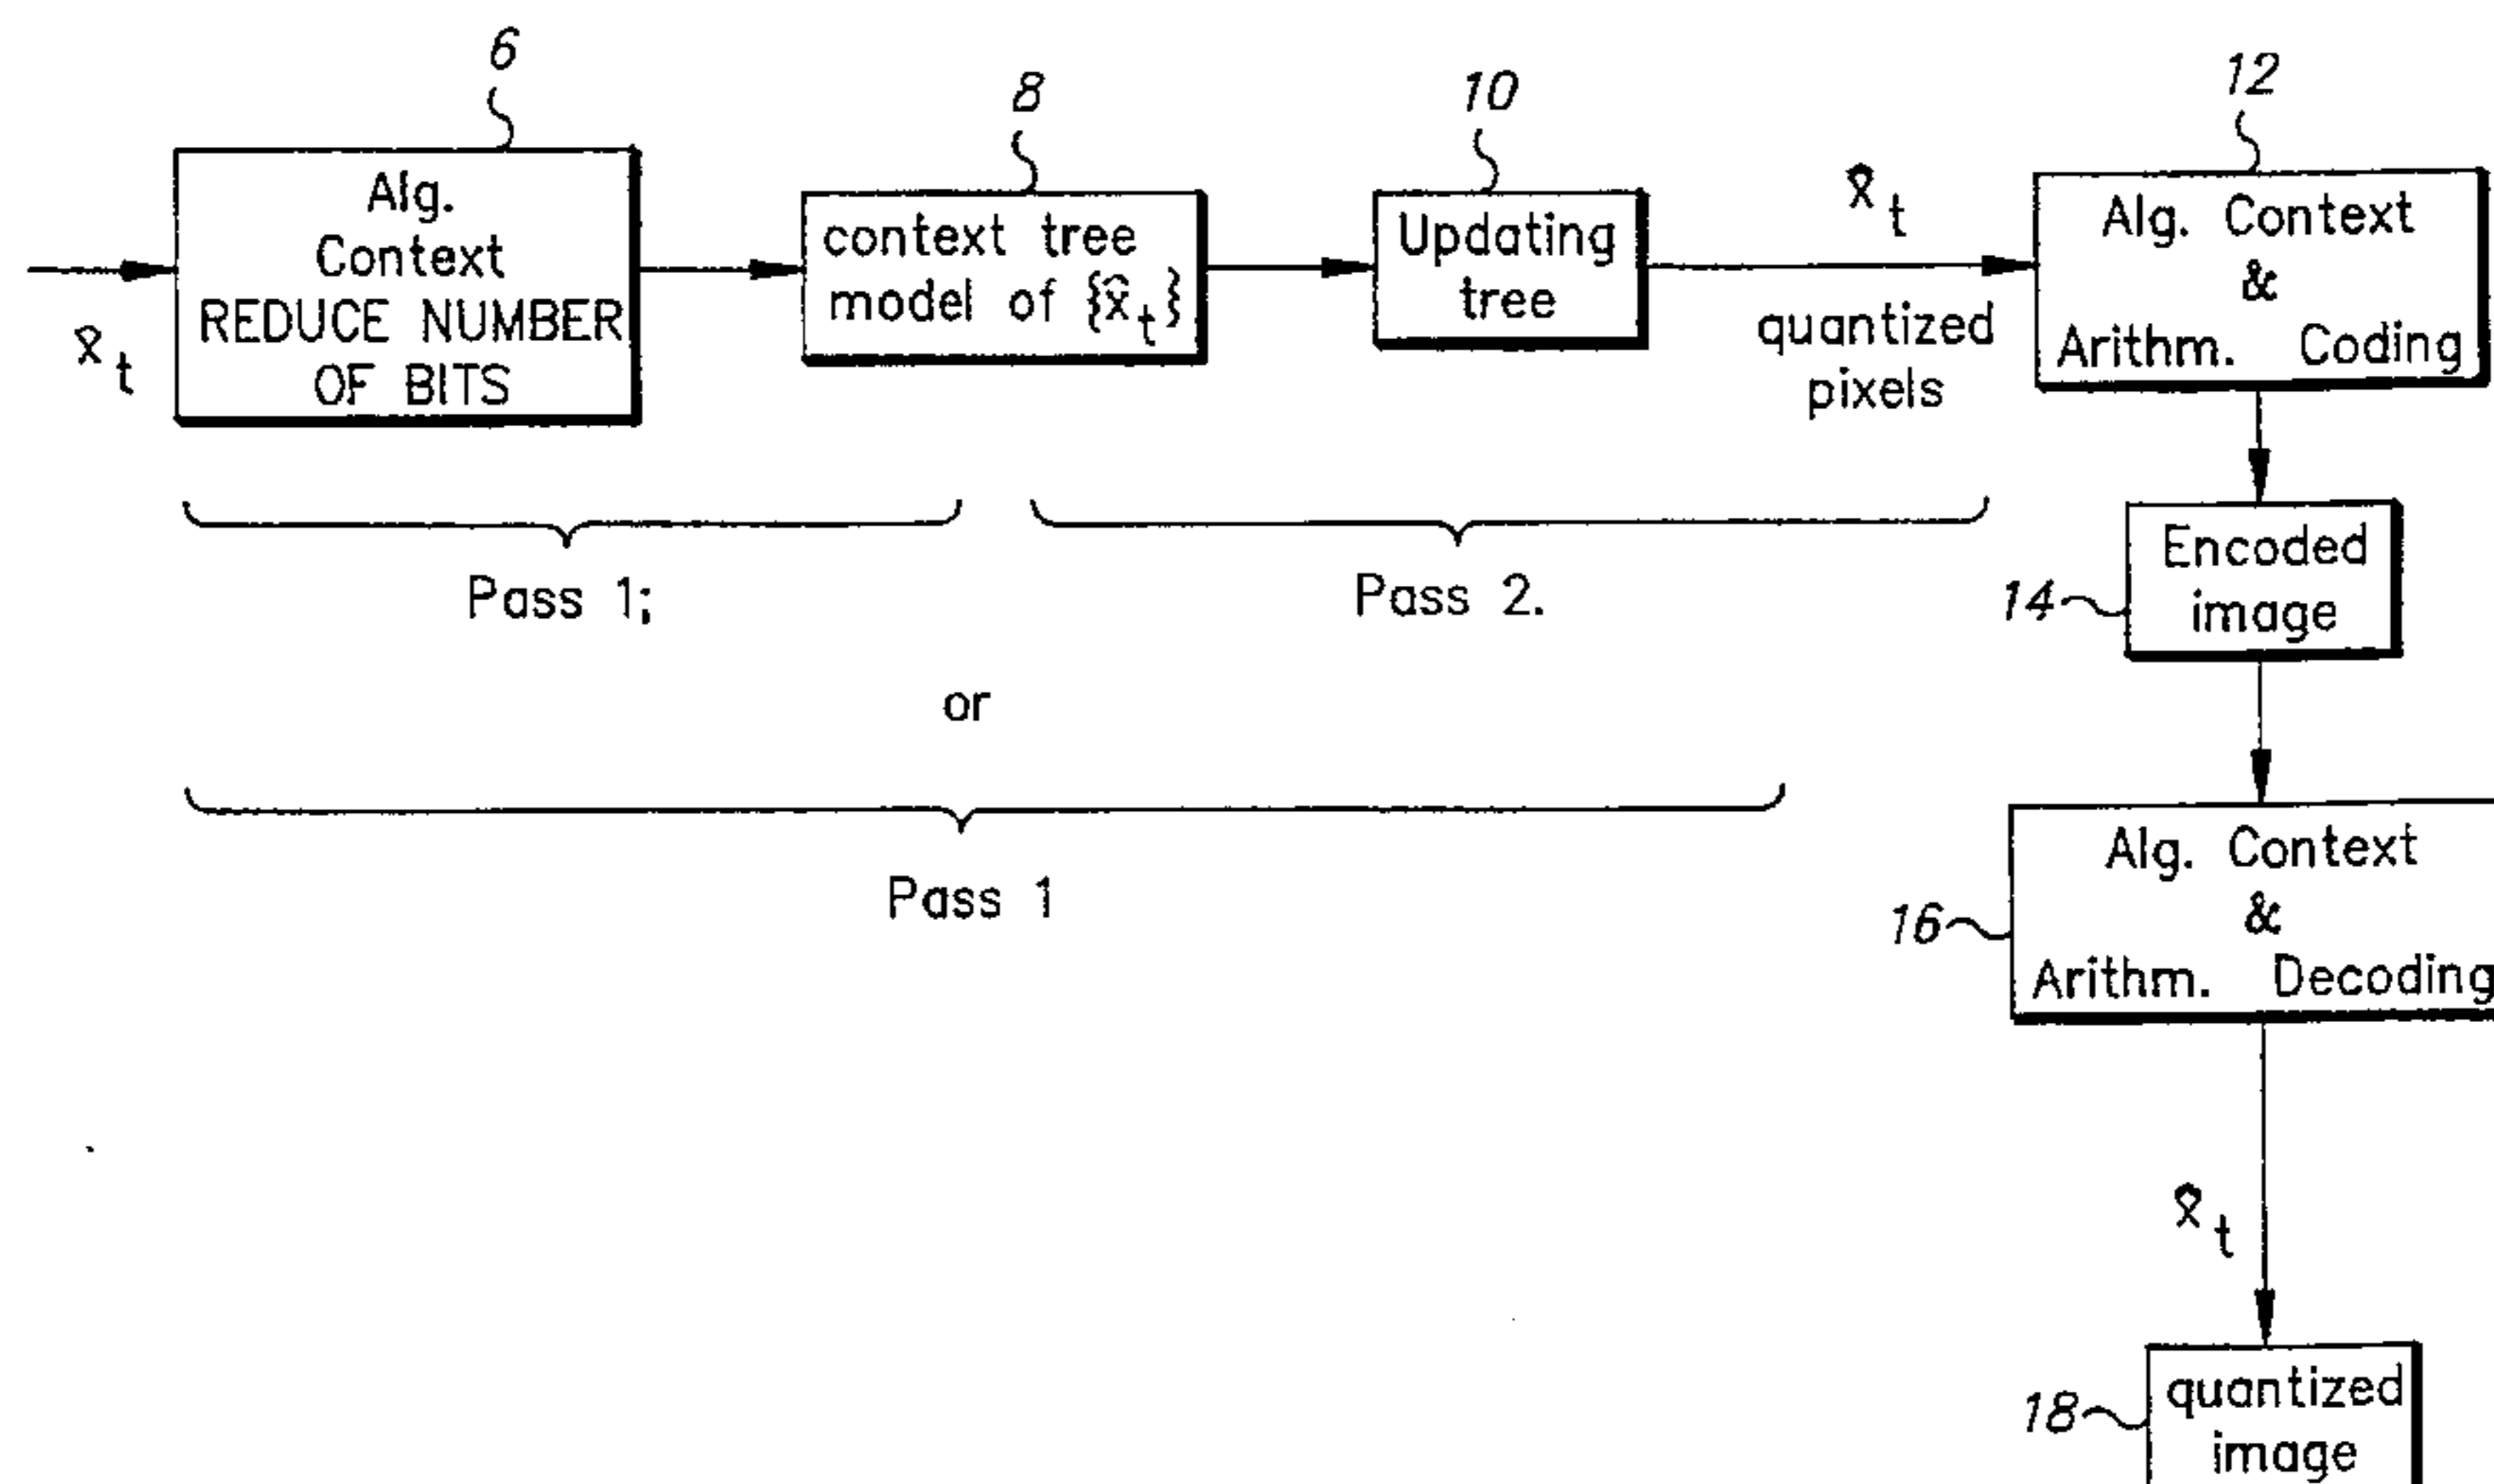 6
8
10
12
Alg.
Context
REDUCE NUMBER
OF BITS
x̂ t
context tree
model of {x̂ t}
Updating
tree
x̂ t
quantized
pixels
Alg. Context
&
Arithm. Coding
Pass 1;
Pass 2.
or
Pass 1
14
Encoded
image
16
Alg. Context
&
Arithm. Decoding
x̂ t
18
quantized
image